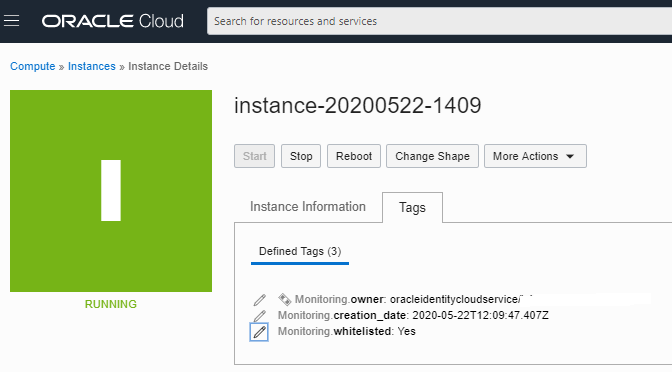 ORACLE Cloud Search for resources and services
Compute » Instances » Instance Details
instance-20200522-1409
Start Stop Reboot Change Shape More Actions
Instance Information Tags
Defined Tags (3)
Monitoring.owner: oracleidentitycloudservice/
RUNNING
Monitoring.creation_date: 2020-05-22T12:09:47.407Z
Monitoring.whitelisted: Yes